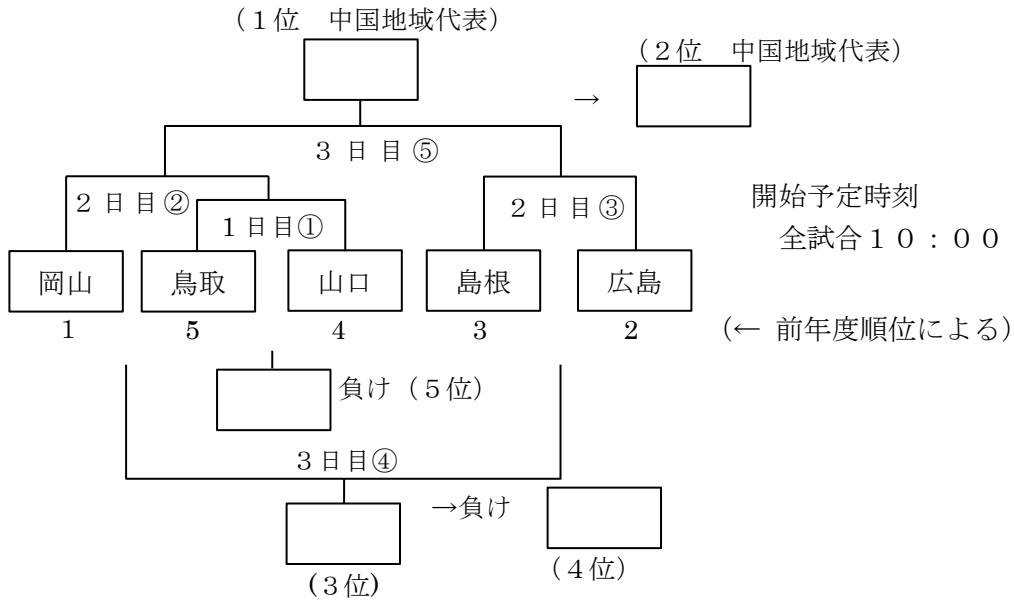 （１位　中国地域代表）
（２位　中国地域代表）
→
３日目⑤
２日目②
２日目③
１日目①
開始予定時刻
全試合１０：００
岡山
鳥取
山口
島根
広島
1
5
4
3
2
（← 前年度順位による）
負け（５位）
３日目④
→負け
（３位）
（４位）